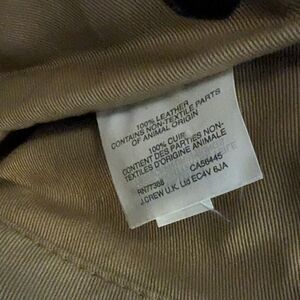 100% LEATHER
CONTAINS NON-TEXTILE PARTS
OF ANIMAL ORIGIN
100% CUIR
CONTIENT DES PARTIES NON-
TEXTILES D'ORIGINE ANIMALE
RN77388 CA56445
J.CREW U.K. Ltd EC4V 6JA